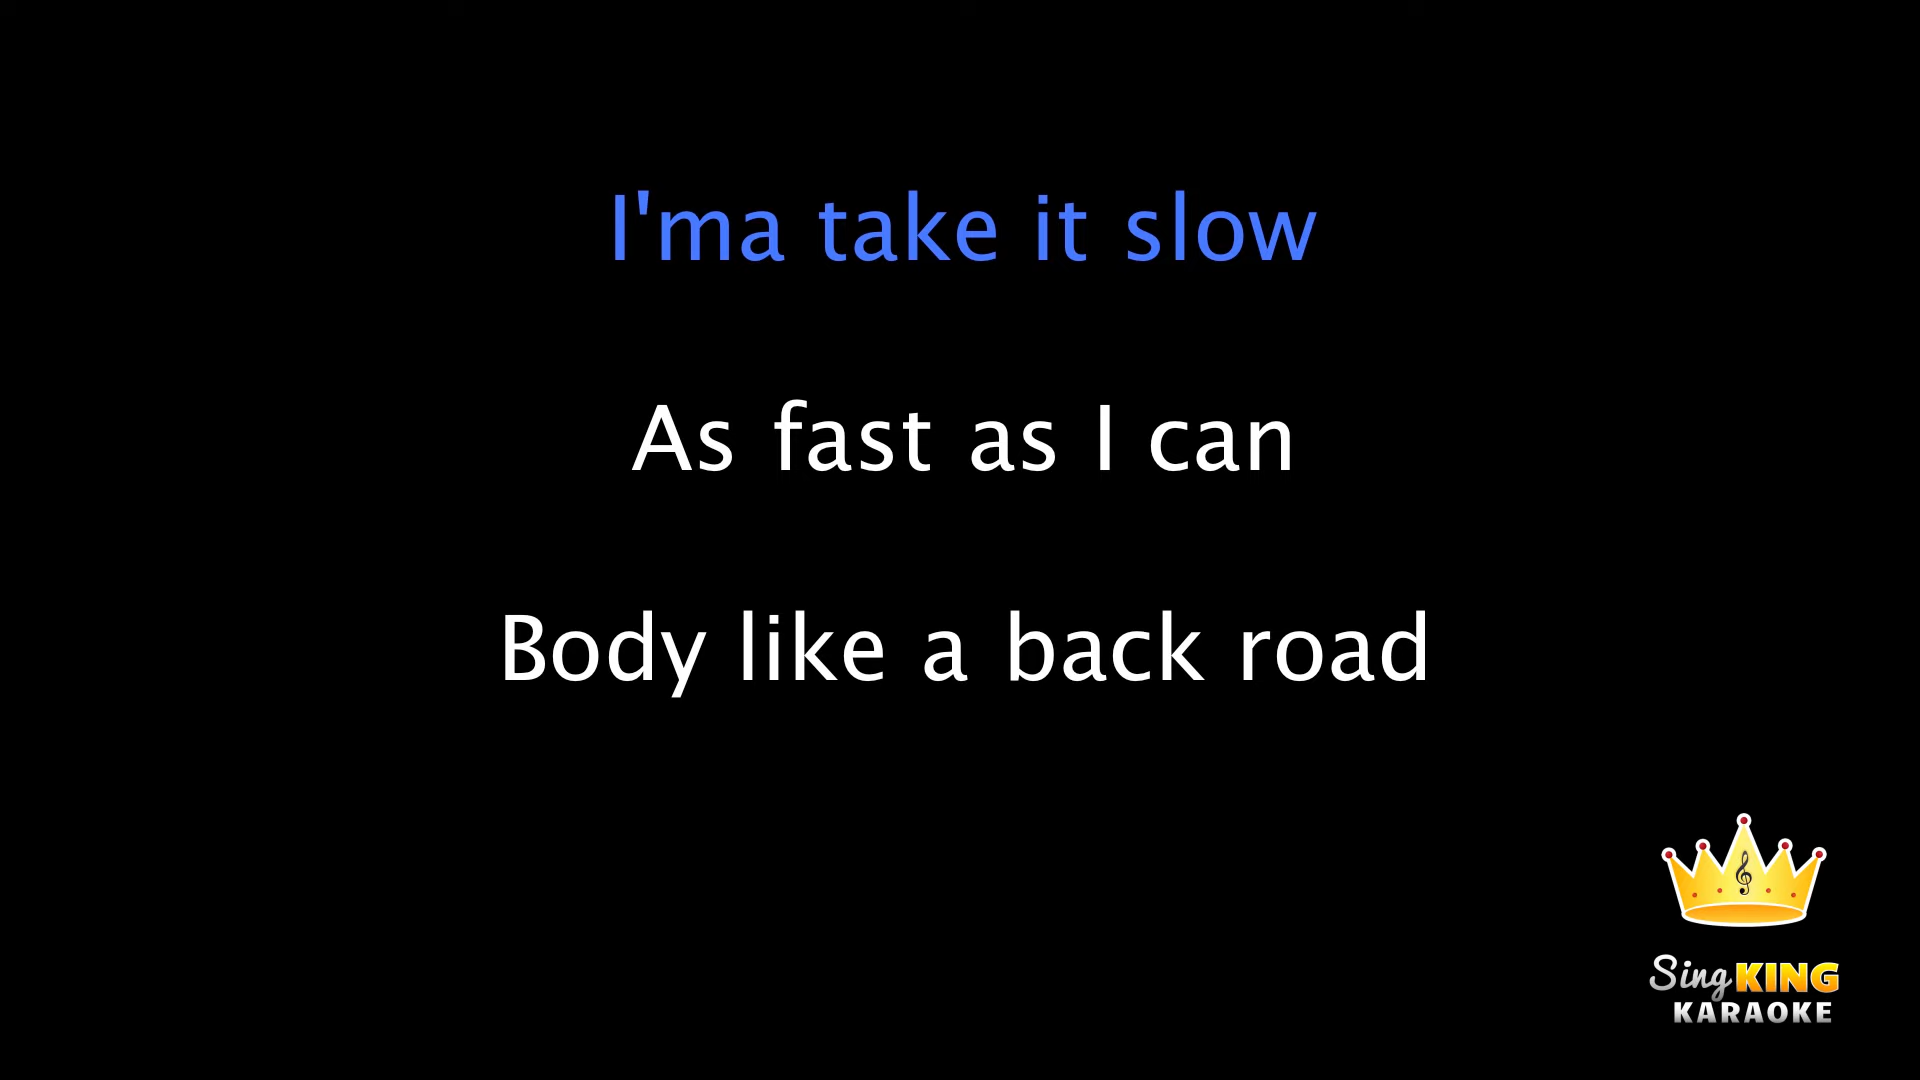 I'ma take it slow
As fast as I can
Body like a back road
Sing KING
KARAOKE